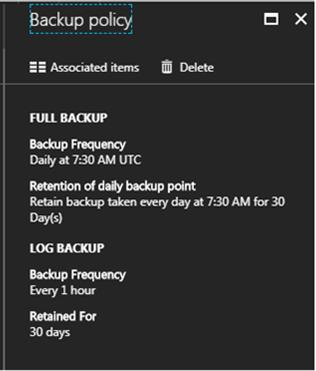 Backup policy
Associated items Delete
FULL BACKUP
Backup Frequency
Daily at 7:30 AM UTC
Retention of daily backup point
Retain backup taken every day at 7:30 AM for 30
Day(s)
LOG BACKUP
Backup Frequency
Every 1 hour
Retained For
30 days